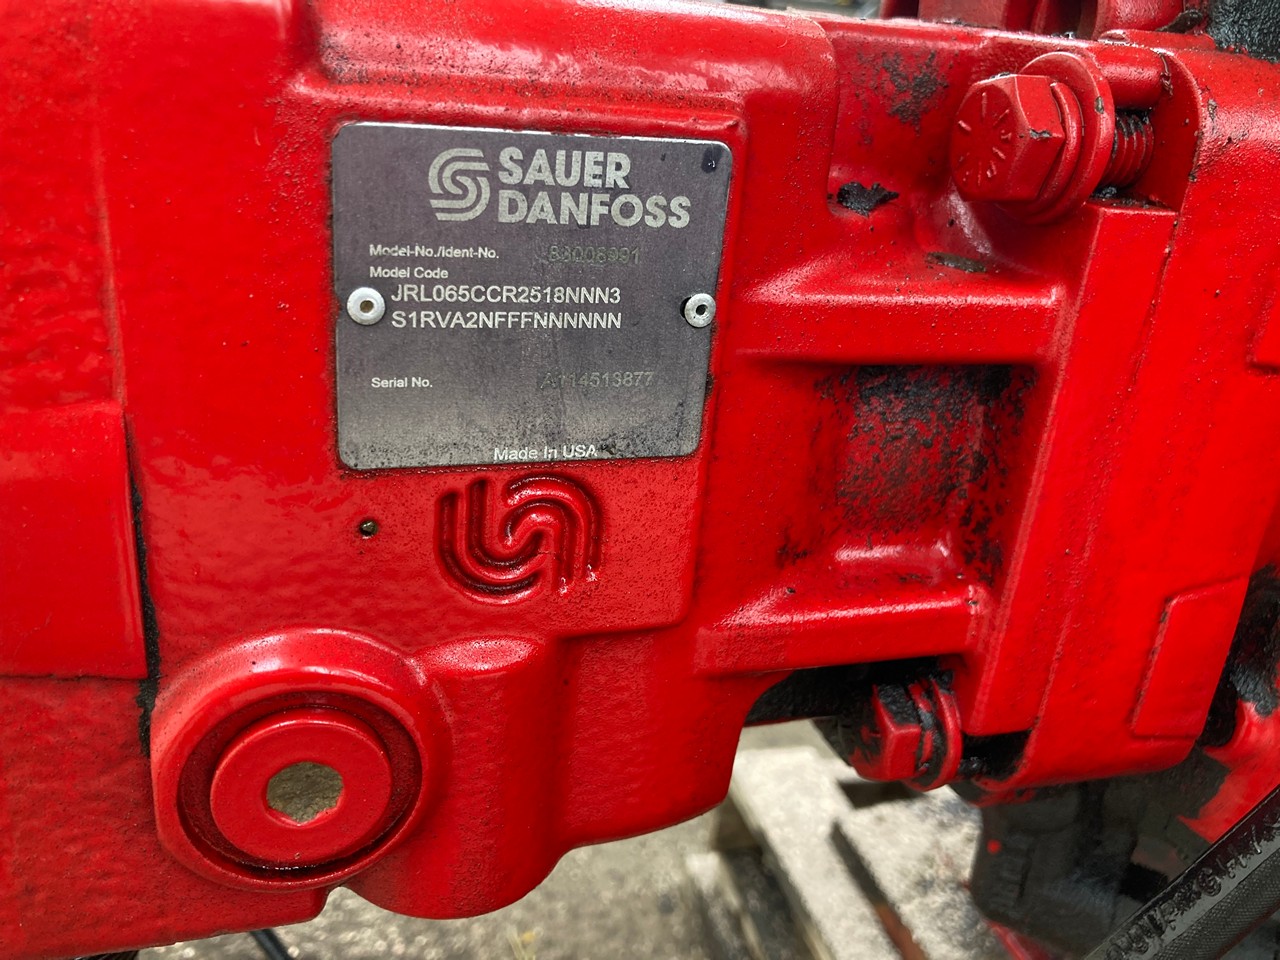 SAUER
DANFOSS
Model-No./Ident-No. 83008991
Model Code
JRL065CCR2518NNN3
S1RVA2NFFFNNNNNN
Serial No. A114513877
Made In USA